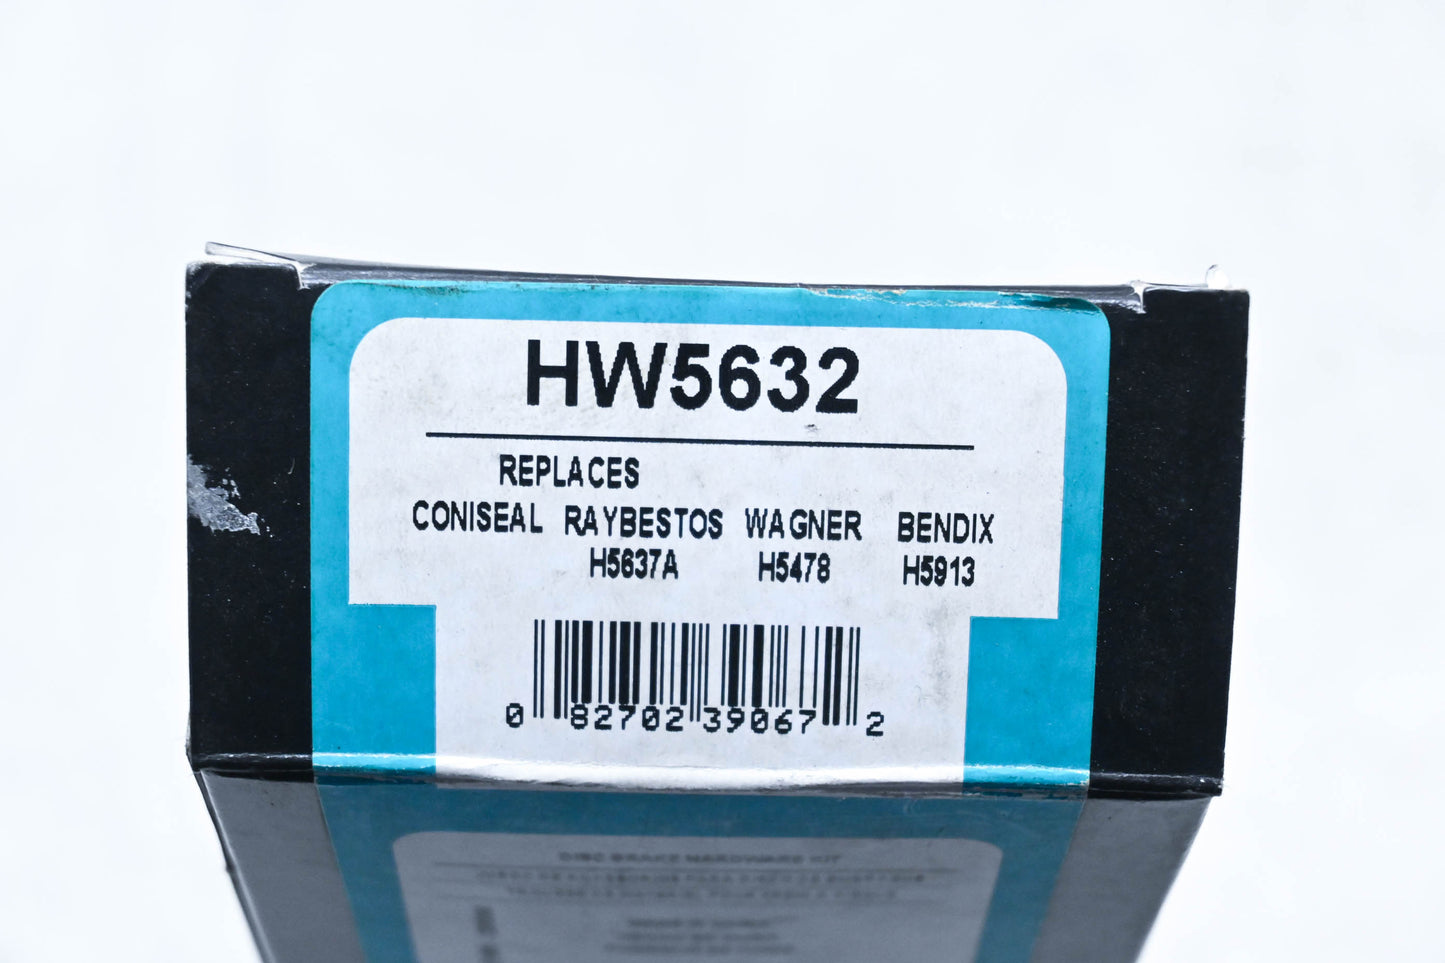 HW5632
REPLACES
CONISEAL RAYBESTOS WAGNER BENDIX
H5637A H5478 H5913
0 82702 39067 2
DISC BRAKE HARDWARE KIT